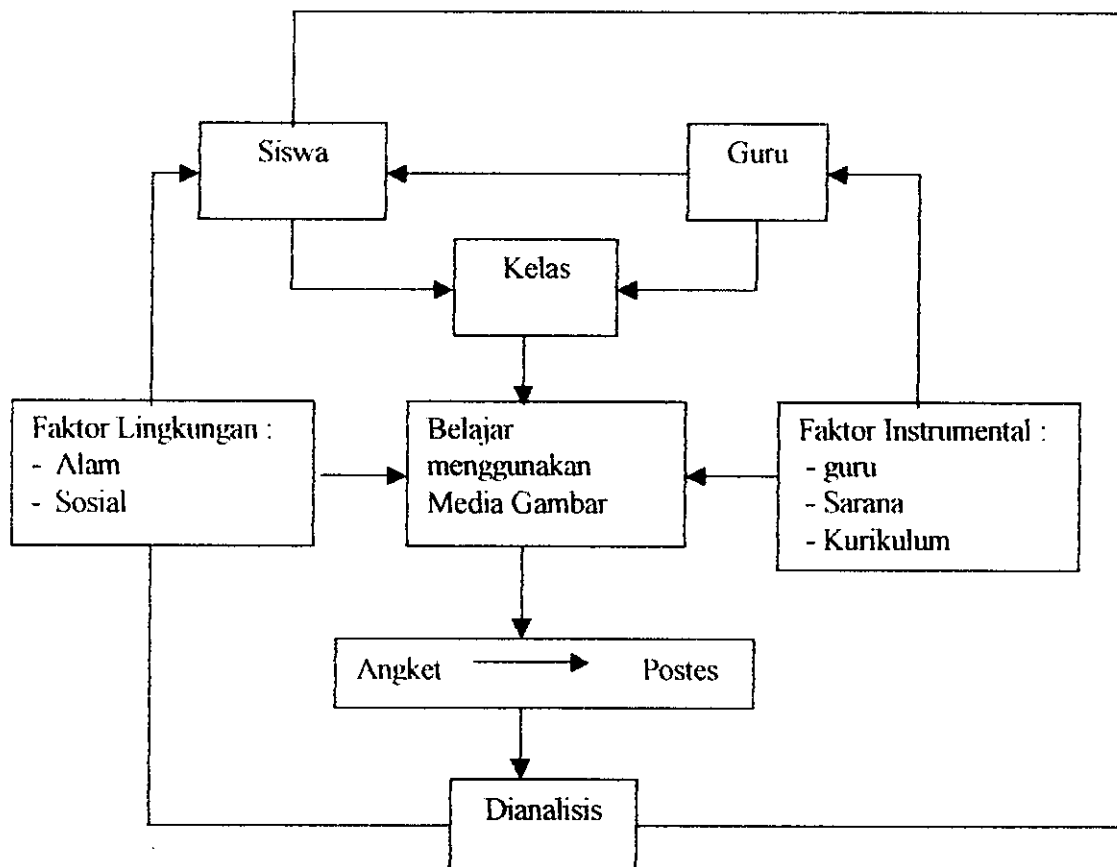 Siswa
Guru
Kelas
Faktor Lingkungan :
- Alam
- Sosial
Belajar
menggunakan
Media Gambar
Faktor Instrumental :
- guru
- Sarana
- Kurikulum
Angket Postes
Dianalisis